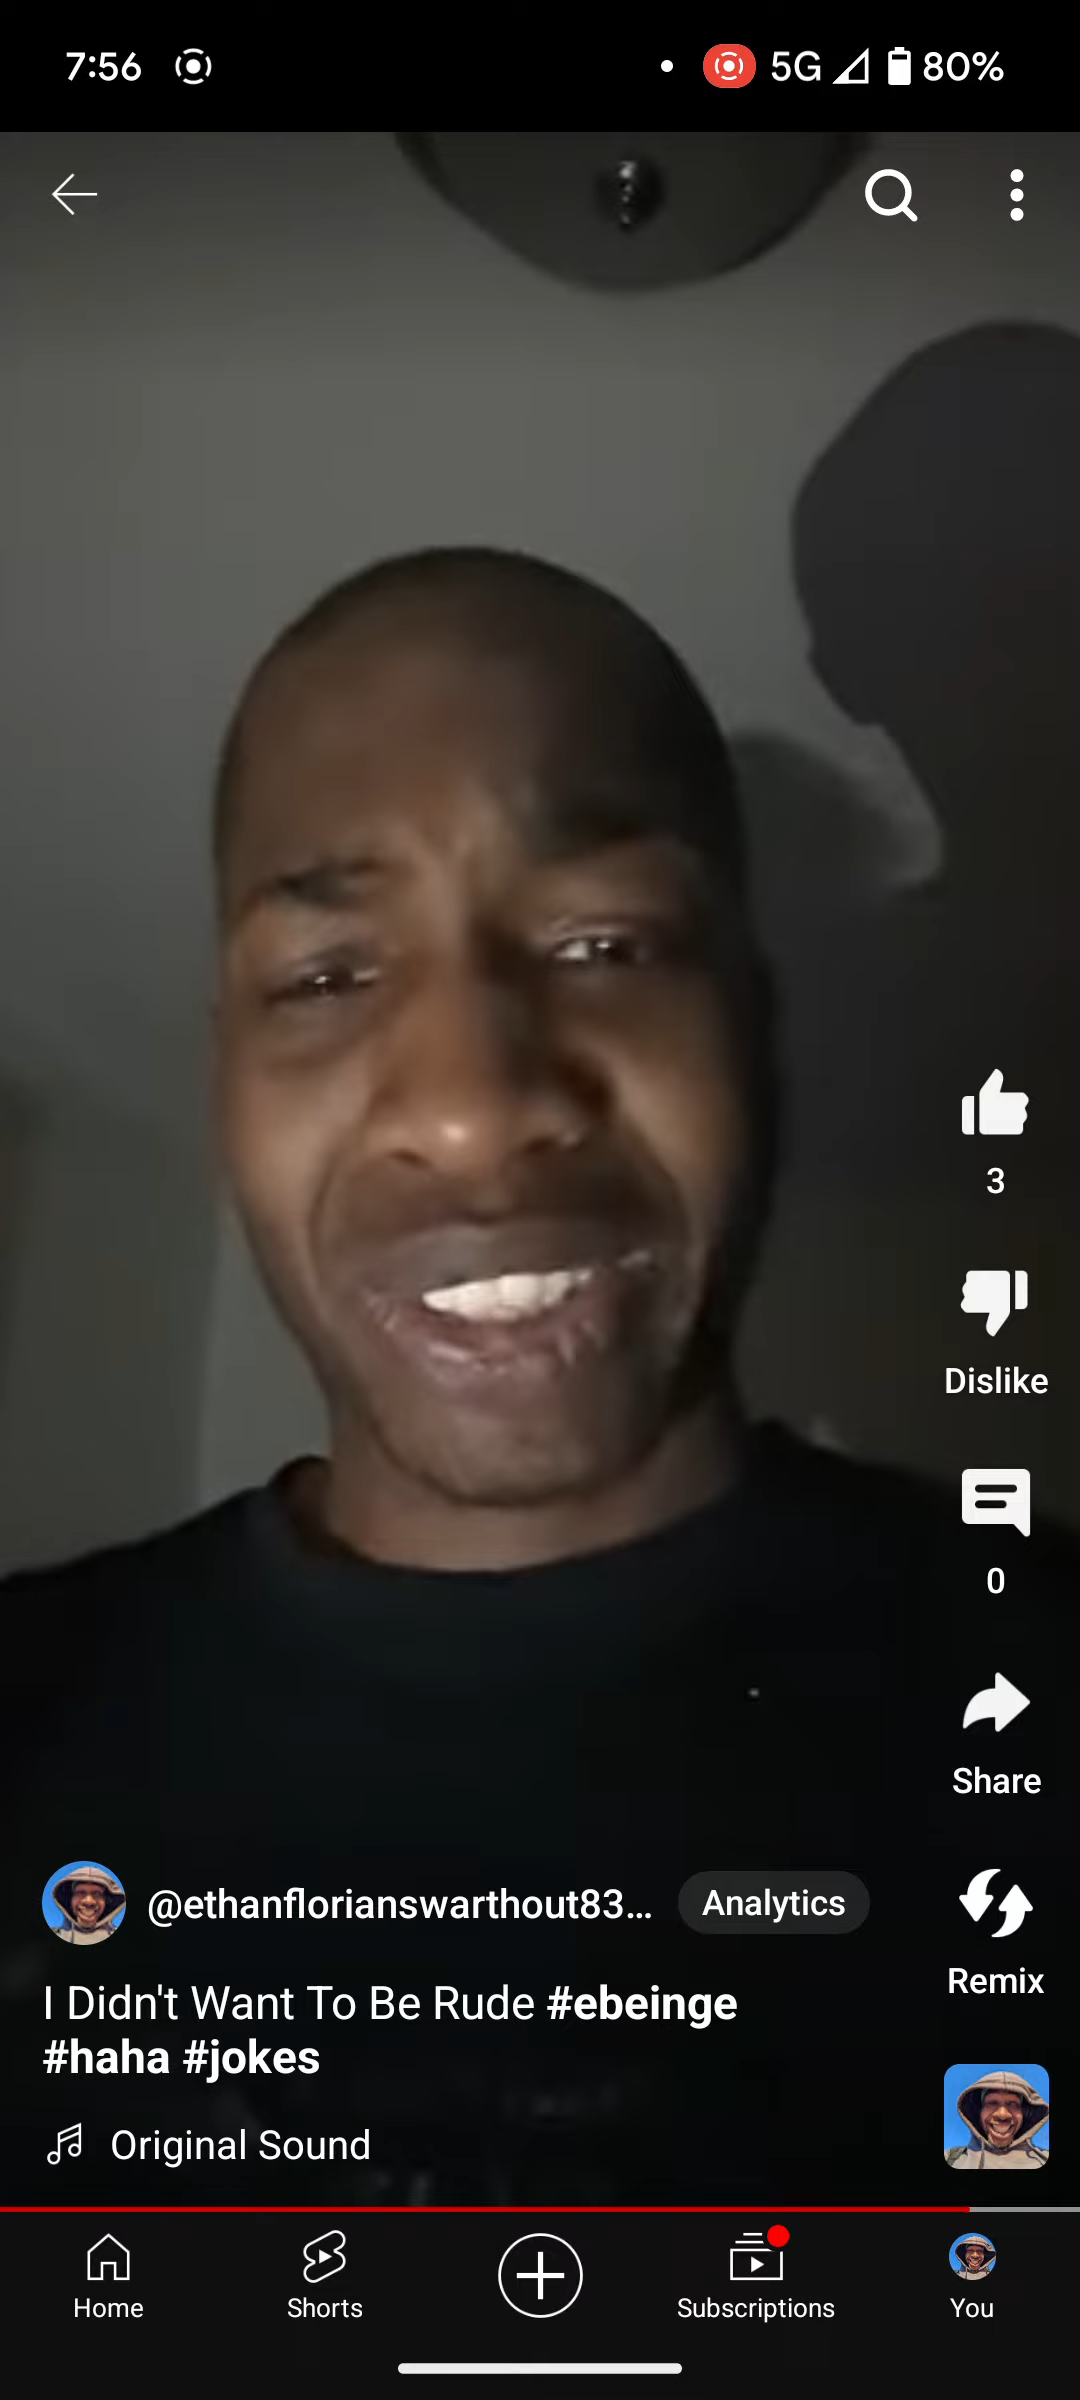 7:56
5G 80%
3
Dislike
0
Share
@ethanflorianswarthout83... Analytics
Remix
I Didn't Want To Be Rude #ebeinge
#haha #jokes
Original Sound
Home Shorts Subscriptions You